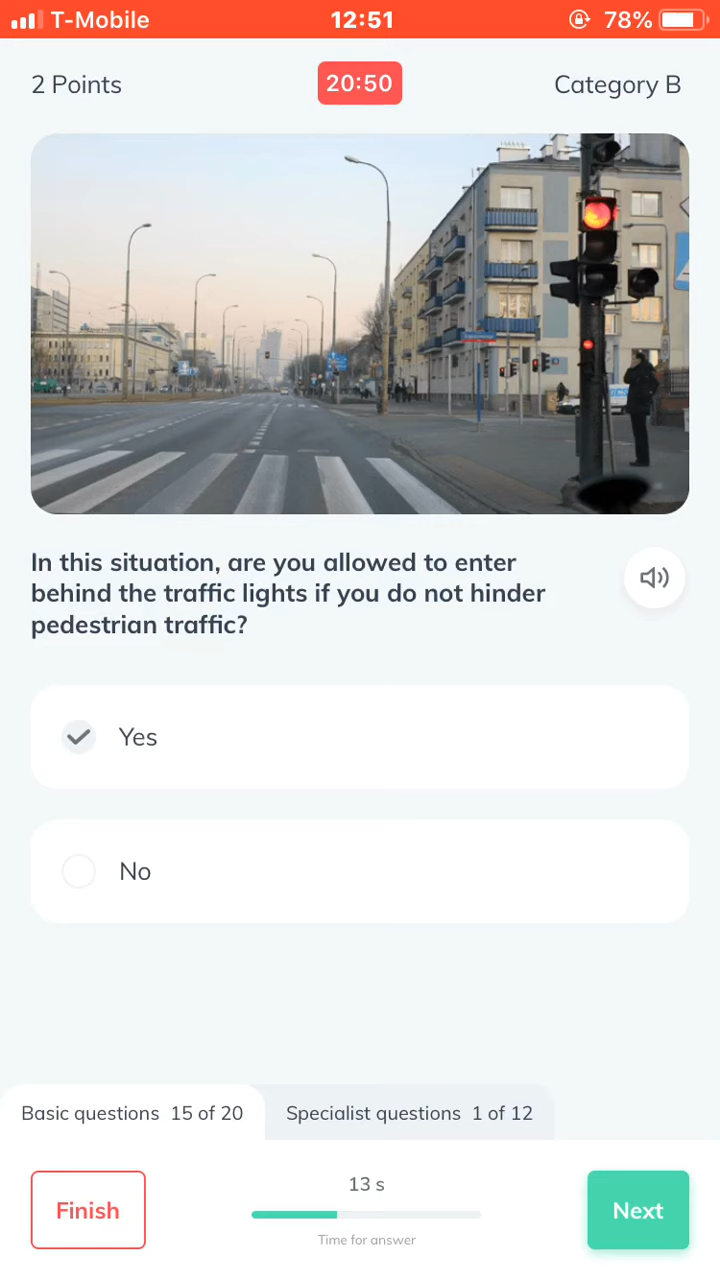 T-Mobile 12:51 78%
2 Points 20:50 Category B
In this situation, are you allowed to enter
behind the traffic lights if you do not hinder
pedestrian traffic?
Yes
No
Basic questions 15 of 20 Specialist questions 1 of 12
13 s
Finish Next
Time for answer